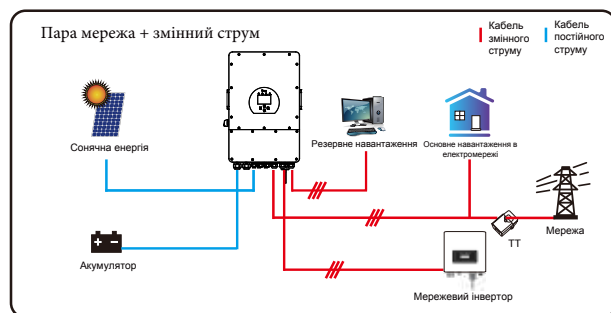 Пара мережа + змінний струм
Кабель
змінного
струму
Кабель
постійного
струму
Сонячна енергія
Резервне навантаження
Основне навантаження в
електромережі
ТТ
Мережа
Акумулятор
Мережевий інвертор